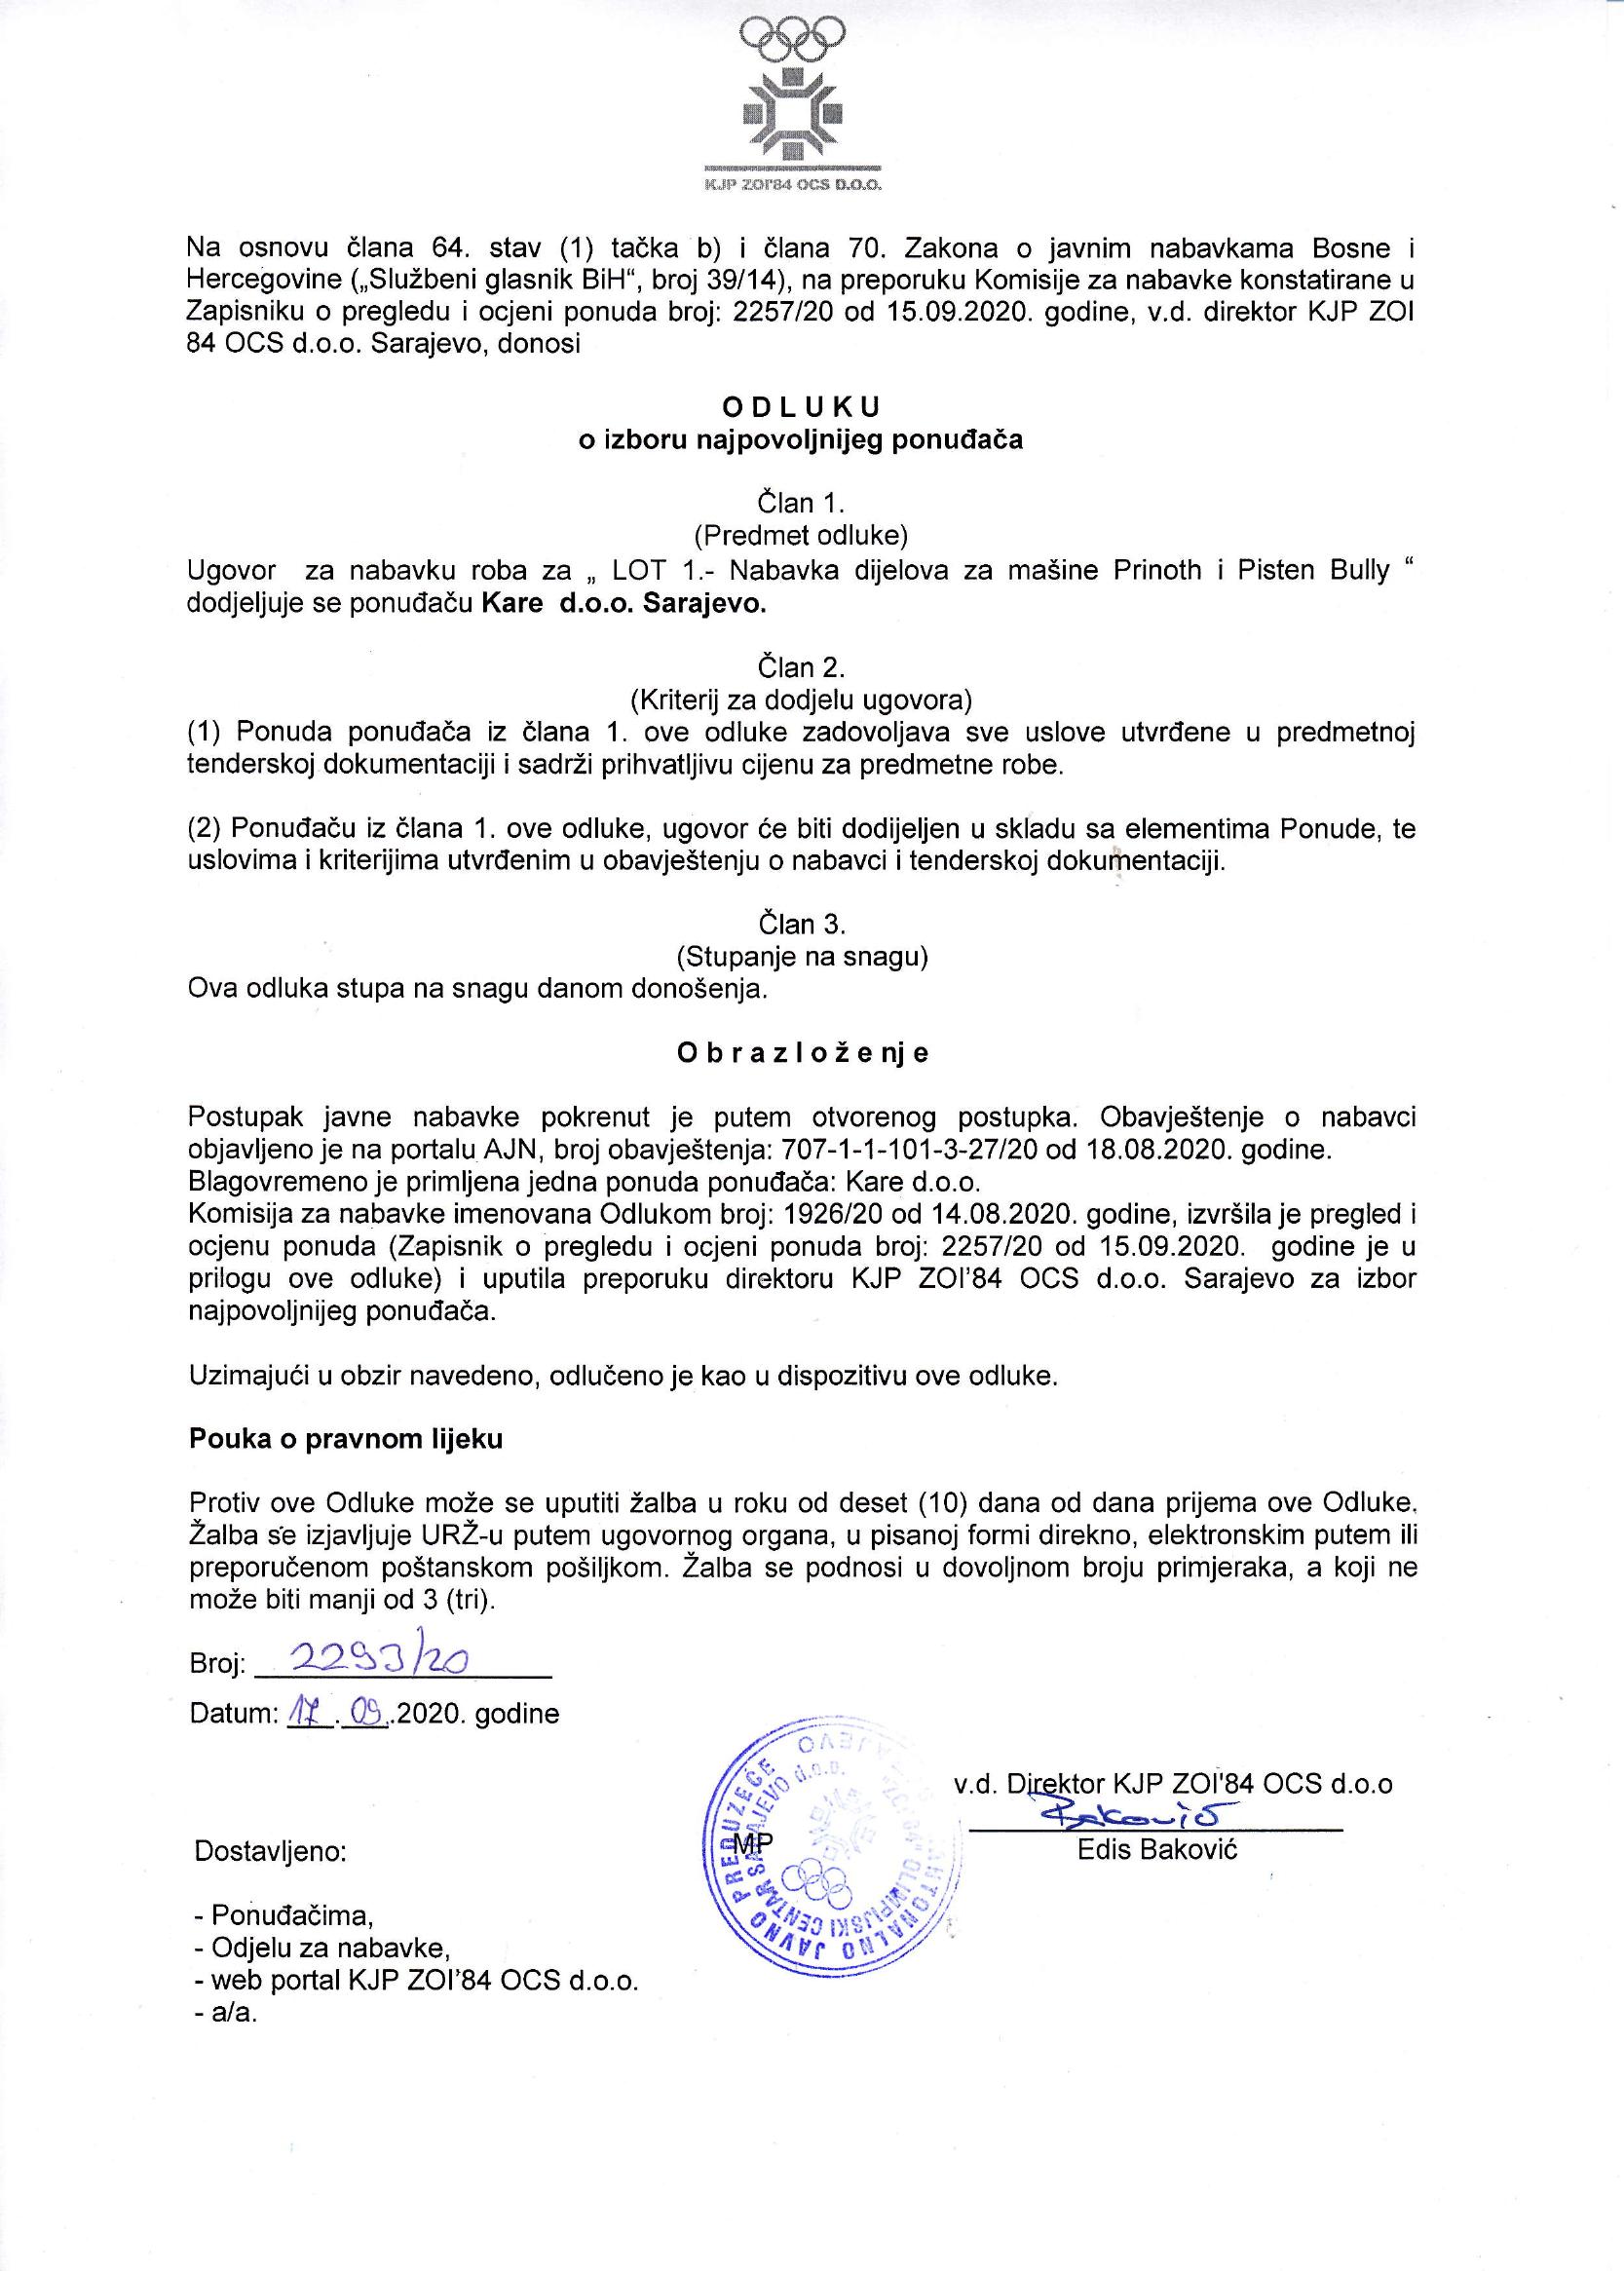 KJP ZOI'84 OCS D.O.O.
Na osnovu člana 64. stav (1) tačka b) i člana 70. Zakona o javnim nabavkama Bosne i
Hercegovine („Službeni glasnik BiH“, broj 39/14), na preporuku Komisije za nabavke konstatirane u
Zapisniku o pregledu i ocjeni ponuda broj: 2257/20 od 15.09.2020. godine, v.d. direktor KJP ZOI
84 OCS d.o.o. Sarajevo, donosi
O D L U K U
o izboru najpovoljnijeg ponuđača
Član 1.
(Predmet odluke)
Ugovor za nabavku roba za „ LOT 1.- Nabavka dijelova za mašine Prinoth i Pisten Bully “
dodjeljuje se ponuđaču Kare d.o.o. Sarajevo.
Član 2.
(Kriterij za dodjelu ugovora)
(1) Ponuda ponuđača iz člana 1. ove odluke zadovoljava sve uslove utvrđene u predmetnoj
tenderskoj dokumentaciji i sadrži prihvatljivu cijenu za predmetne robe.
(2) Ponuđaču iz člana 1. ove odluke, ugovor će biti dodijeljen u skladu sa elementima Ponude, te
uslovima i kriterijima utvrđenim u obavještenju o nabavci i tenderskoj dokumentaciji.
Član 3.
(Stupanje na snagu)
Ova odluka stupa na snagu danom donošenja.
O b r a z l o ž e nj e
Postupak javne nabavke pokrenut je putem otvorenog postupka. Obavještenje o nabavci
objavljeno je na portalu AJN, broj obavještenja: 707-1-1-101-3-27/20 od 18.08.2020. godine.
Blagovremeno je primljena jedna ponuda ponuđača: Kare d.o.o.
Komisija za nabavke imenovana Odlukom broj: 1926/20 od 14.08.2020. godine, izvršila je pregled i
ocjenu ponuda (Zapisnik o pregledu i ocjeni ponuda broj: 2257/20 od 15.09.2020. godine je u
prilogu ove odluke) i uputila preporuku direktoru KJP ZOI’84 OCS d.o.o. Sarajevo za izbor
najpovoljnijeg ponuđača.
Uzimajući u obzir navedeno, odlučeno je kao u dispozitivu ove odluke.
Pouka o pravnom lijeku
Protiv ove Odluke može se uputiti žalba u roku od deset (10) dana od dana prijema ove Odluke.
Žalba se izjavljuje URŽ-u putem ugovornog organa, u pisanoj formi direkno, elektronskim putem ili
preporučenom poštanskom pošiljkom. Žalba se podnosi u dovoljnom broju primjeraka, a koji ne
može biti manji od 3 (tri).
Broj: 2293/20
Datum: 17.09..2020. godine
v.d. Direktor KJP ZOI'84 OCS d.o.o
Baković
Edis Baković
MP
KANTONALNO JAVNO PREDUZEĆE
OLIMPIJSKI CENTAR SARAJEVO d.o.o.
Dostavljeno:
- Ponuđačima,
- Odjelu za nabavke,
- web portal KJP ZOI’84 OCS d.o.o.
- a/a.